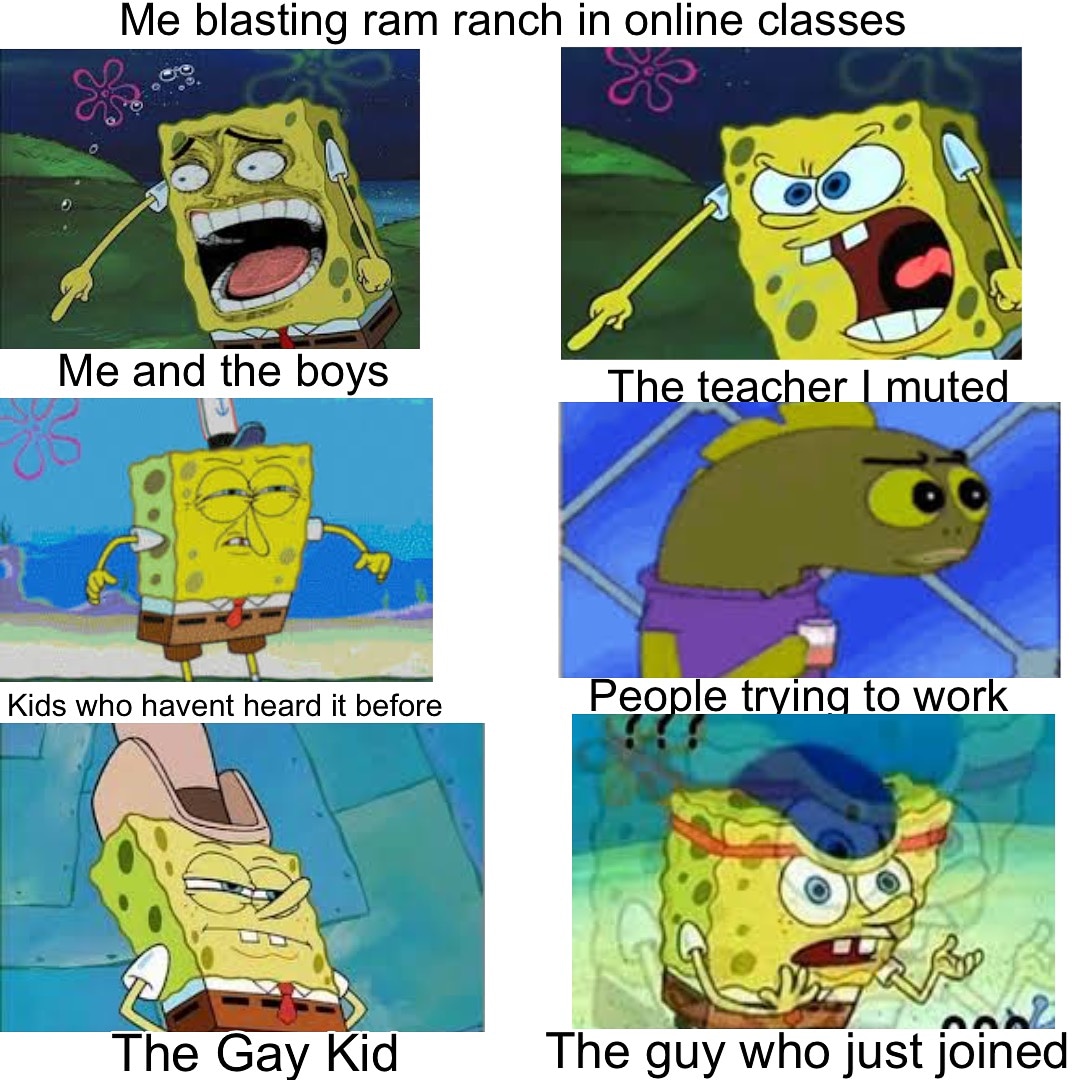 Me blasting ram ranch in online classes
Me and the boys
The teacher I muted
Kids who havent heard it before
People trying to work
???
The Gay Kid
The guy who just joined